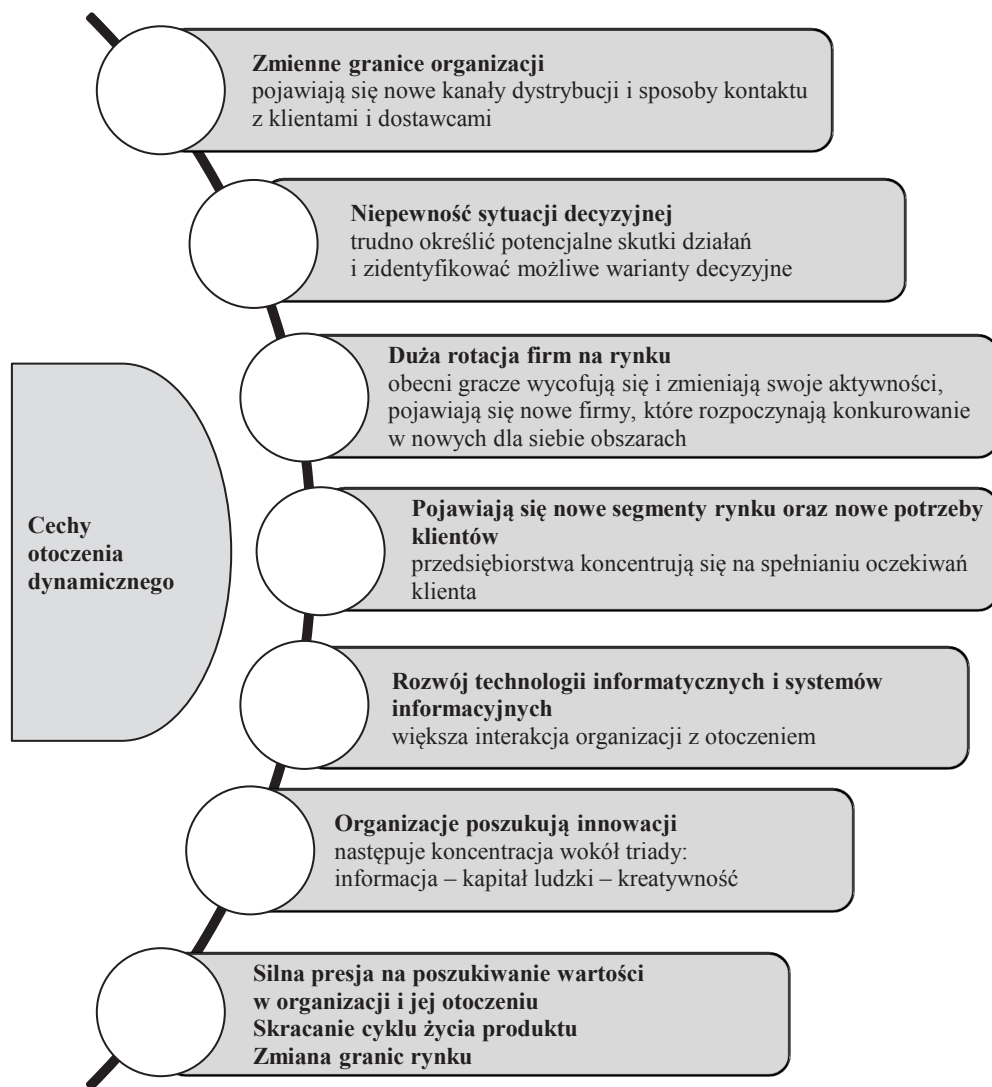 Zmienne granice organizacji
pojawiają się nowe kanały dystrybucji i sposoby kontaktu
z klientami i dostawcami
Niepewność sytuacji decyzyjnej
trudno określić potencjalne skutki działań
i zidentyfikować możliwe warianty decyzyjne
Duża rotacja firm na rynku
obecni gracze wycofują się i zmieniają swoje aktywności,
pojawiają się nowe firmy, które rozpoczynają konkurowanie
w nowych dla siebie obszarach
Cechy
otoczenia
dynamicznego
Pojawiają się nowe segmenty rynku oraz nowe potrzeby
klientów
przedsiębiorstwa koncentrują się na spełnianiu oczekiwań
klienta
Rozwój technologii informatycznych i systemów
informacyjnych
większa interakcja organizacji z otoczeniem
Organizacje poszukują innowacji
następuje koncentracja wokół triady:
informacja – kapitał ludzki – kreatywność
Silna presja na poszukiwanie wartości
w organizacji i jej otoczeniu
Skracanie cyklu życia produktu
Zmiana granic rynku